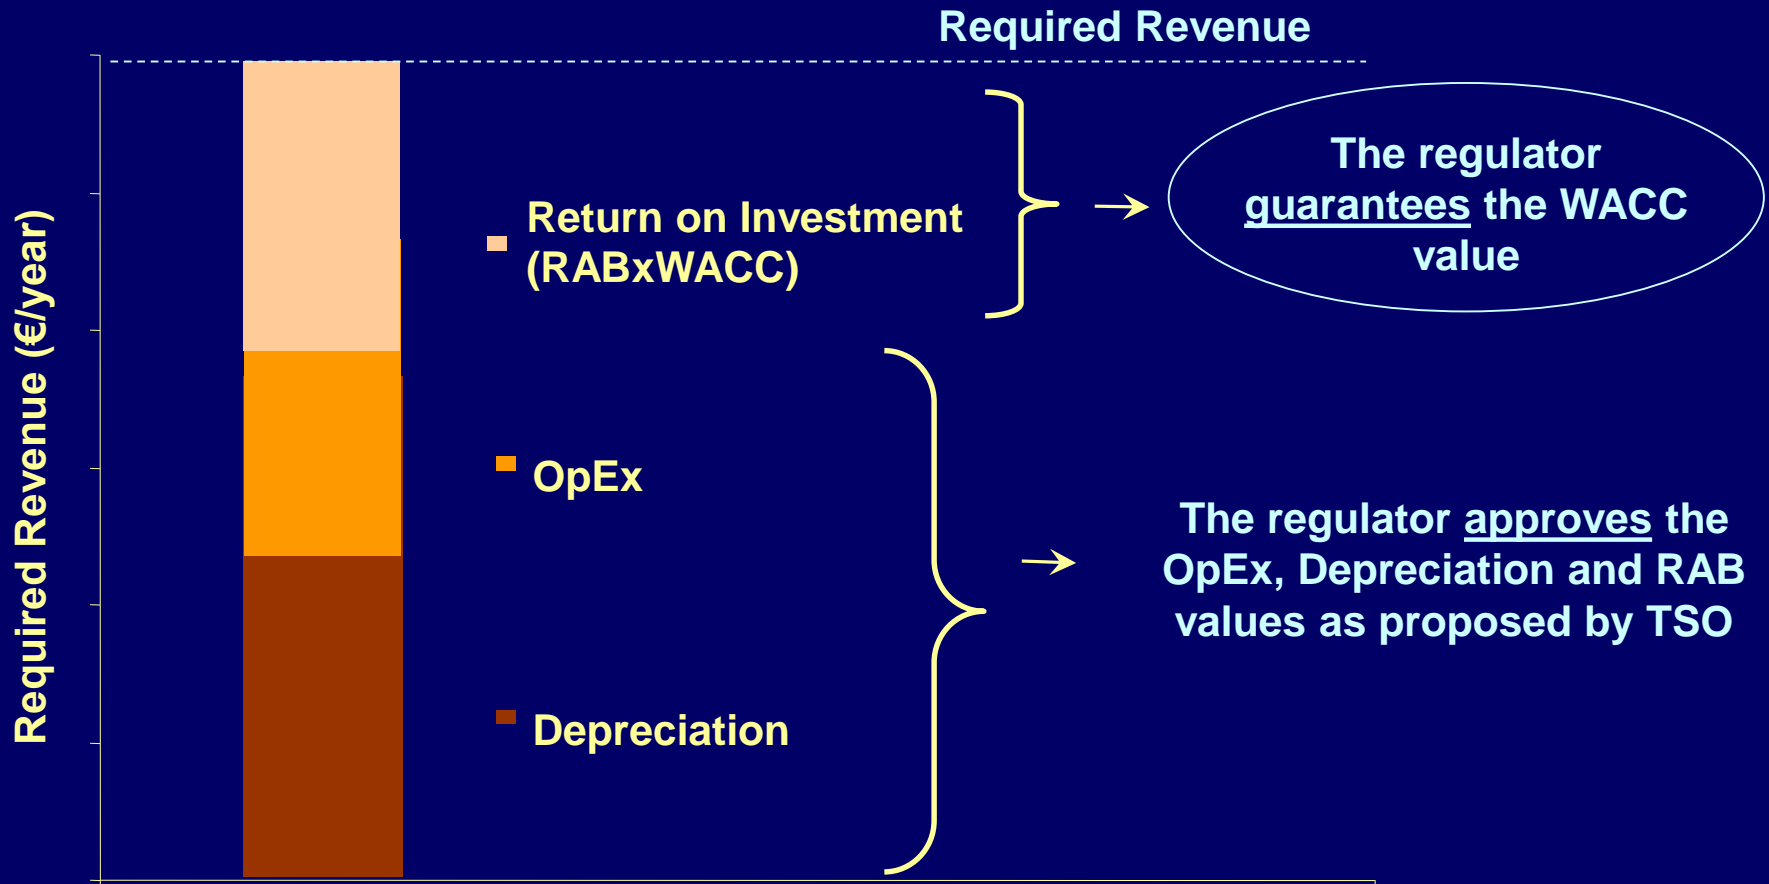 Required Revenue
Required Revenue (€/year)
Return on Investment
(RABxWACC)
The regulator
guarantees the WACC
value
OpEx
The regulator approves the
OpEx, Depreciation and RAB
values as proposed by TSO
Depreciation